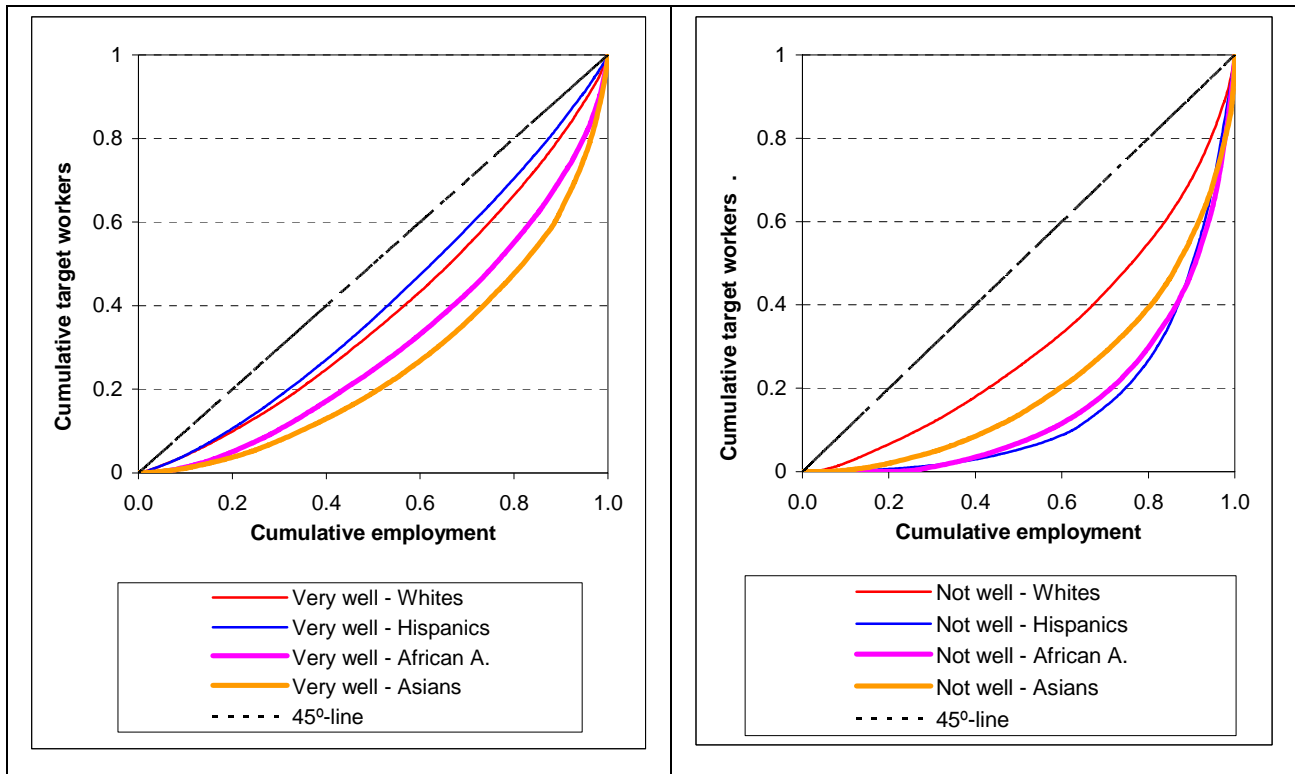 1
0.8
0.6
0.4
0.2
0
Cumulative target workers
0.0 0.2 0.4 0.6 0.8 1.0
Cumulative employment
Very well - Whites
Very well - Hispanics
Very well - African A.
Very well - Asians
45º-line
1
0.8
0.6
0.4
0.2
0
Cumulative target workers .
0.0 0.2 0.4 0.6 0.8 1.0
Cumulative employment
Not well - Whites
Not well - Hispanics
Not well - African A.
Not well - Asians
45º-line